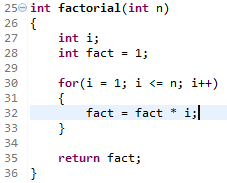 25 int factorial(int n)
26 {
27     int i;
28     int fact = 1;
29
30     for(i = 1; i <= n; i++)
31     {
32         fact = fact * i;
33     }
34
35     return fact;
36 }